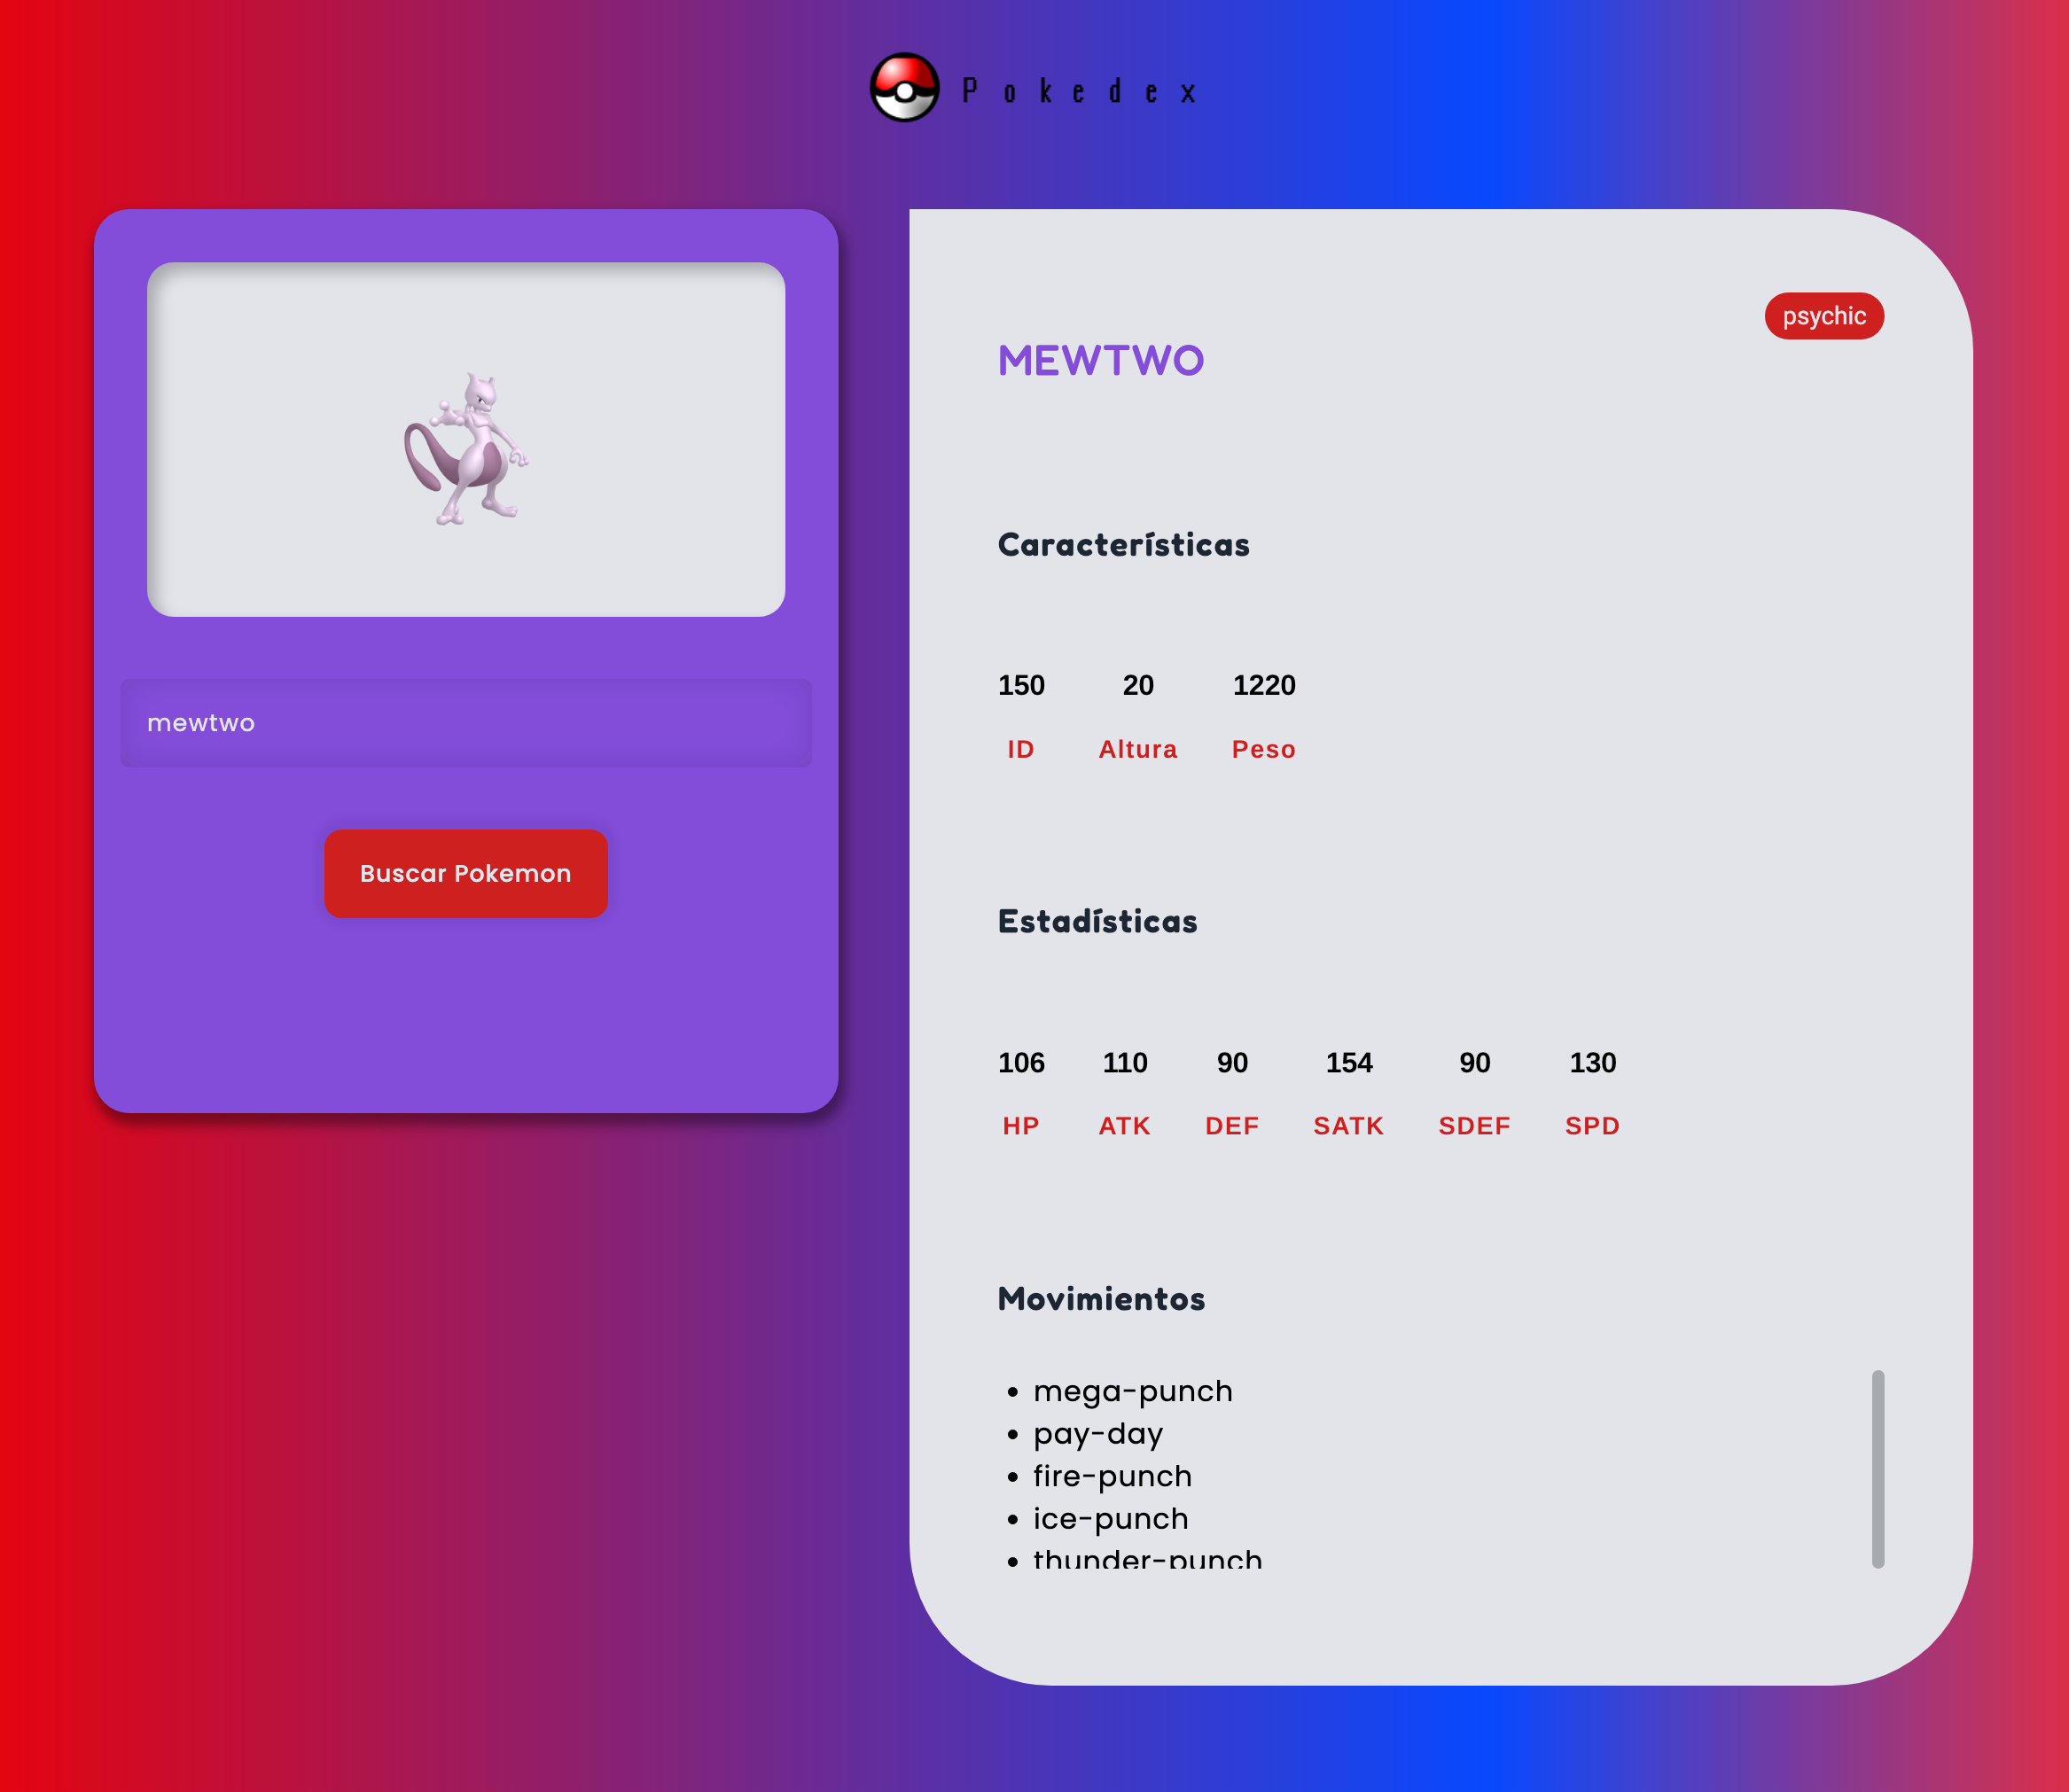 Pokedex
mewtwo
Buscar Pokemon
psychic
MEWTWO
Características
150 20 1220
ID Altura Peso
Estadísticas
106 110 90 154 90 130
HP ATK DEF SATK SDEF SPD
Movimientos
mega-punch
pay-day
fire-punch
ice-punch
thunder-punch